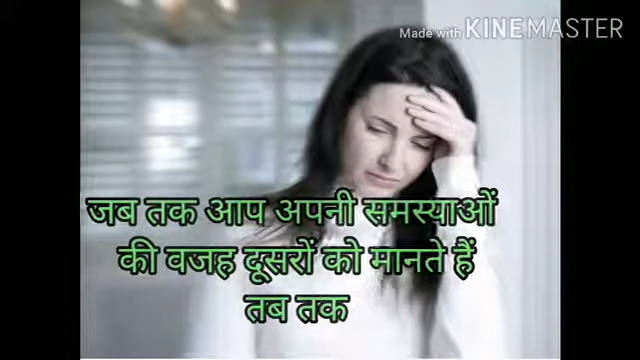 Made with KINEMASTER
जब तक आप अपनी समस्याओं
की वजह दूसरों को मानते हैं
तब तक